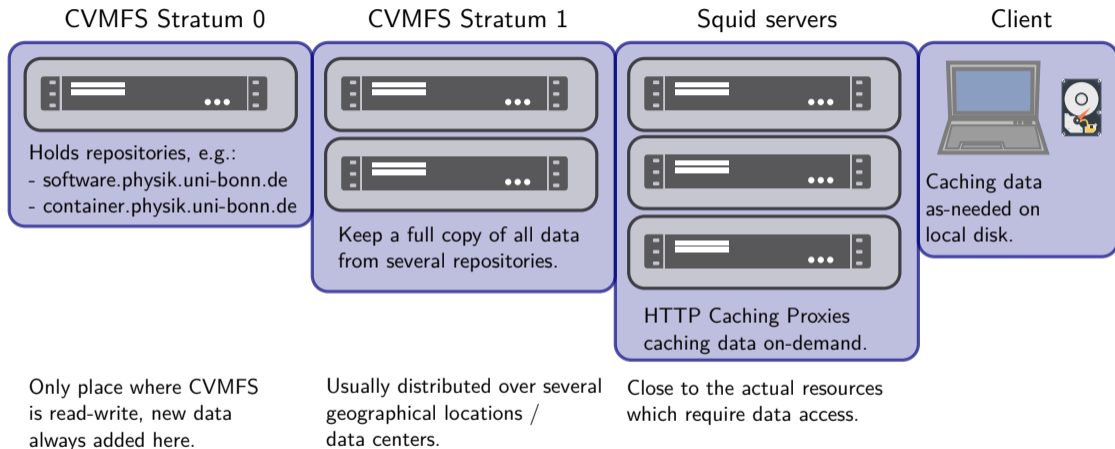 CVMFS Stratum 0
Holds repositories, e.g.:
- software.physik.uni-bonn.de
- container.physik.uni-bonn.de
Only place where CVMFS
is read-write, new data
always added here.
CVMFS Stratum 1
Keep a full copy of all data
from several repositories.
Usually distributed over several
geographical locations /
data centers.
Squid servers
HTTP Caching Proxies
caching data on-demand.
Close to the actual resources
which require data access.
Client
Caching data
as-needed on
local disk.